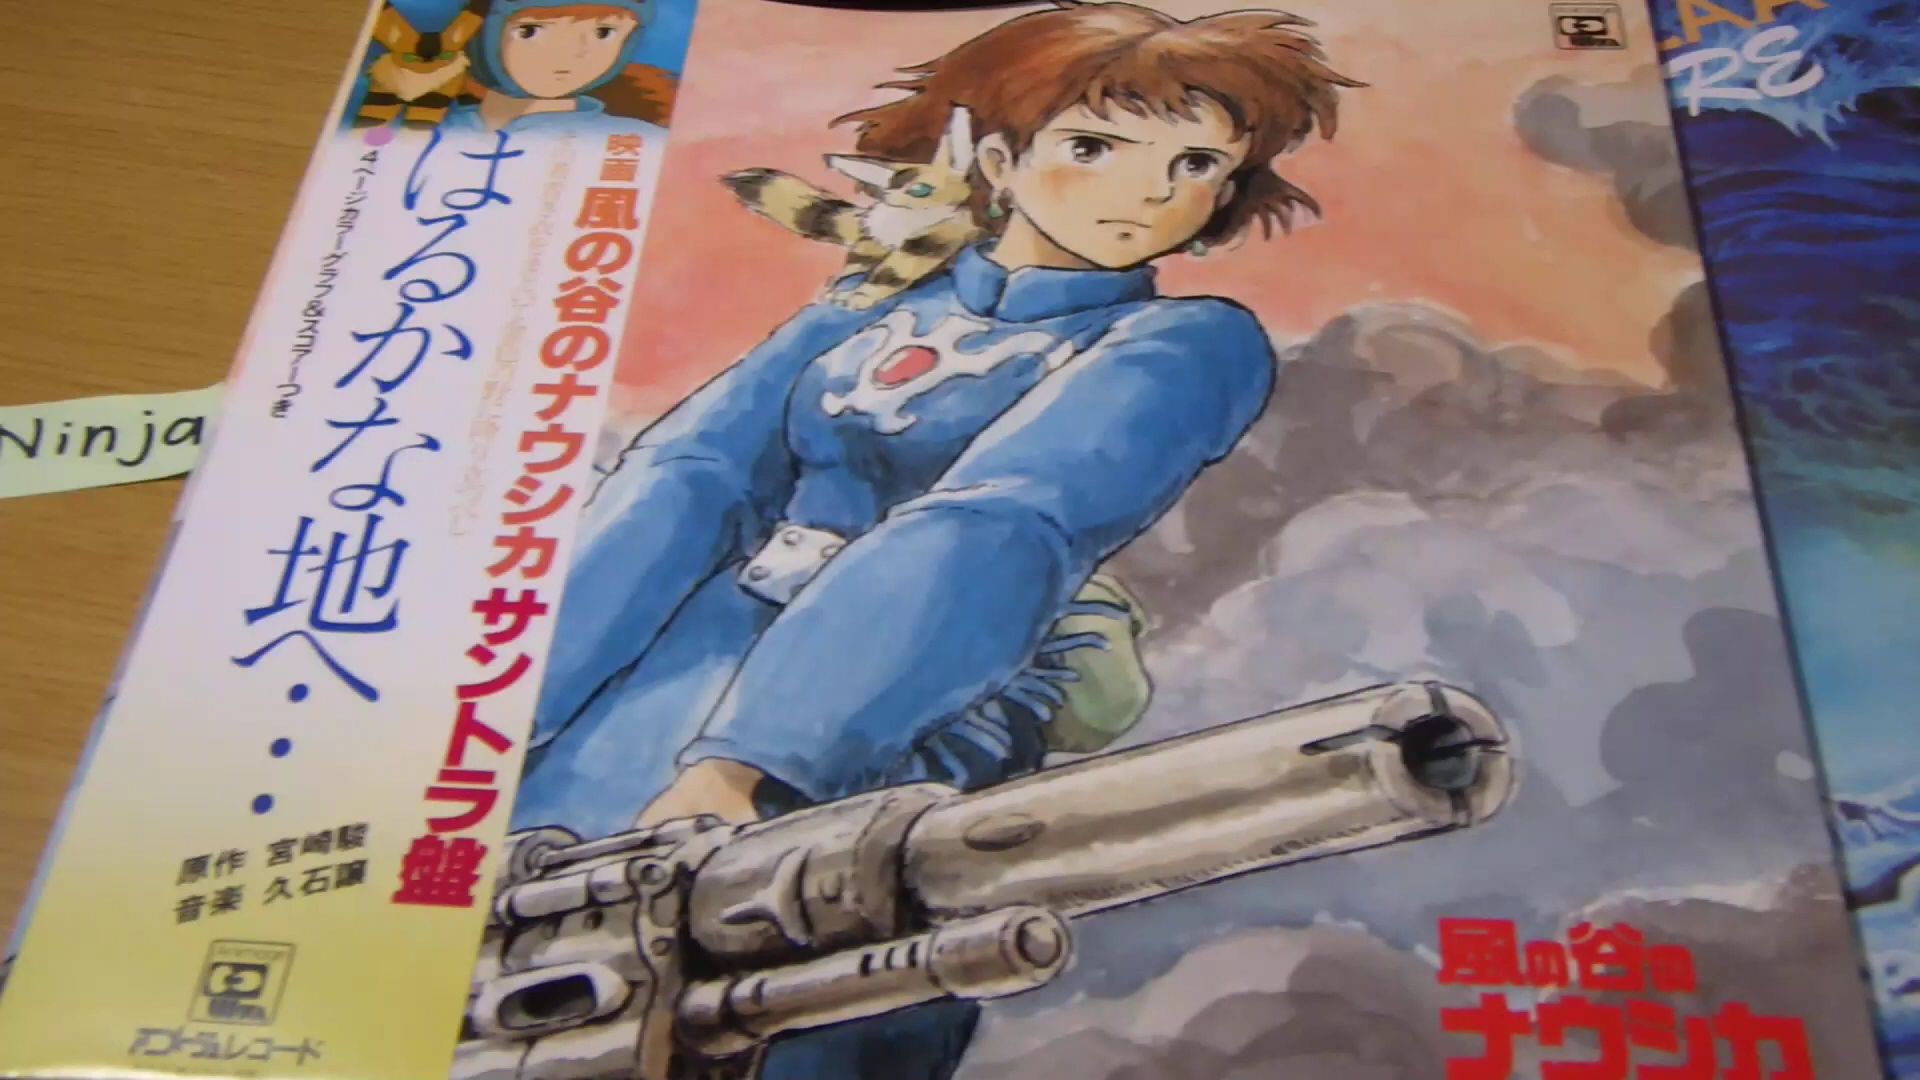 Ninja
はるかな地へ・・・
●4ページカラーグラフ&スコアーつき
映画 風の谷のナウシカ サントラ盤
原作 宮崎駿
音楽 久石譲
Animage
アニメージュレコード
風の谷の
ナウシカ
RE